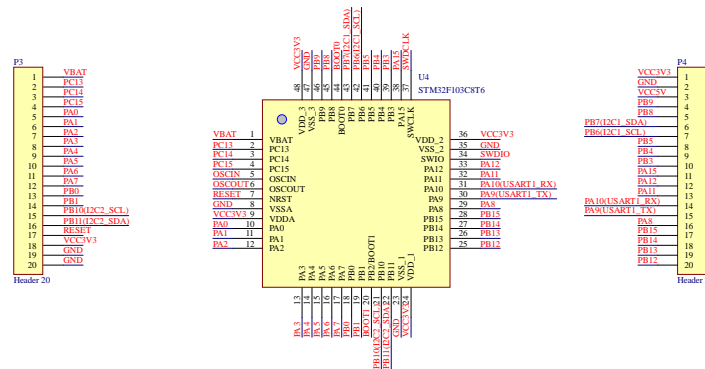 P3
1 VBAT
2 PC13
3 PC14
4 PC15
5 PA0
6 PA1
7 PA2
8 PA3
9 PA4
10 PA5
11 PA6
12 PA7
13 PB0
14 PB1
15 PB10(I2C2_SCL)
16 PB11(I2C2_SDA)
17 RESET
18 VCC3V3
19 GND
20 GND
Header 20
U4
STM32F103C8T6
VCC3V3 48 VDD_3
GND 47 VSS_3
PB9 46 PB9
PB8 45 PB8
BOOT0 44 BOOT0
PB7(I2C1_SDA) 43 PB7
PB6(I2C1_SCL) 42 PB6
PB5 41 PB5
PB4 40 PB4
PB3 39 PB3
PA15 38 PA15
SWDCLK 37 SWCLK
VBAT 1 VBAT
PC13 2 PC13
PC14 3 PC14
PC15 4 PC15
OSCIN 5 OSCIN
OSCOUT 6 OSCOUT
RESET 7 NRST
GND 8 VSSA
VCC3V3 9 VDDA
PA0 10 PA0
PA1 11 PA1
PA2 12 PA2
VDD_2 36 VCC3V3
VSS_2 35 GND
SWIO 34 SWDIO
PA12 33 PA12
PA11 32 PA11
PA10 31 PA10(USART1_RX)
PA9 30 PA9(USART1_TX)
PA8 29 PA8
PB15 28 PB15
PB14 27 PB14
PB13 26 PB13
PB12 25 PB12
PA3 13 PA3
PA4 14 PA4
PA5 15 PA5
PA6 16 PA6
PA7 17 PA7
PB0 18 PB0
PB1 19 PB1
PB2/BOOT1 20 BOOT1
PB10 21 PB10(I2C2_SCL)
PB11 22 PB11(I2C2_SDA)
VSS_1 23 GND
VDD_1 24 VCC3V3
P4
VCC3V3 1
GND 2
VCC5V 3
PB9 4
PB8 5
PB7(I2C1_SDA) 6
PB6(I2C1_SCL) 7
PB5 8
PB4 9
PB3 10
PA15 11
PA12 12
PA11 13
PA10(USART1_RX) 14
PA9(USART1_TX) 15
PA8 16
PB15 17
PB14 18
PB13 19
PB12 20
Header